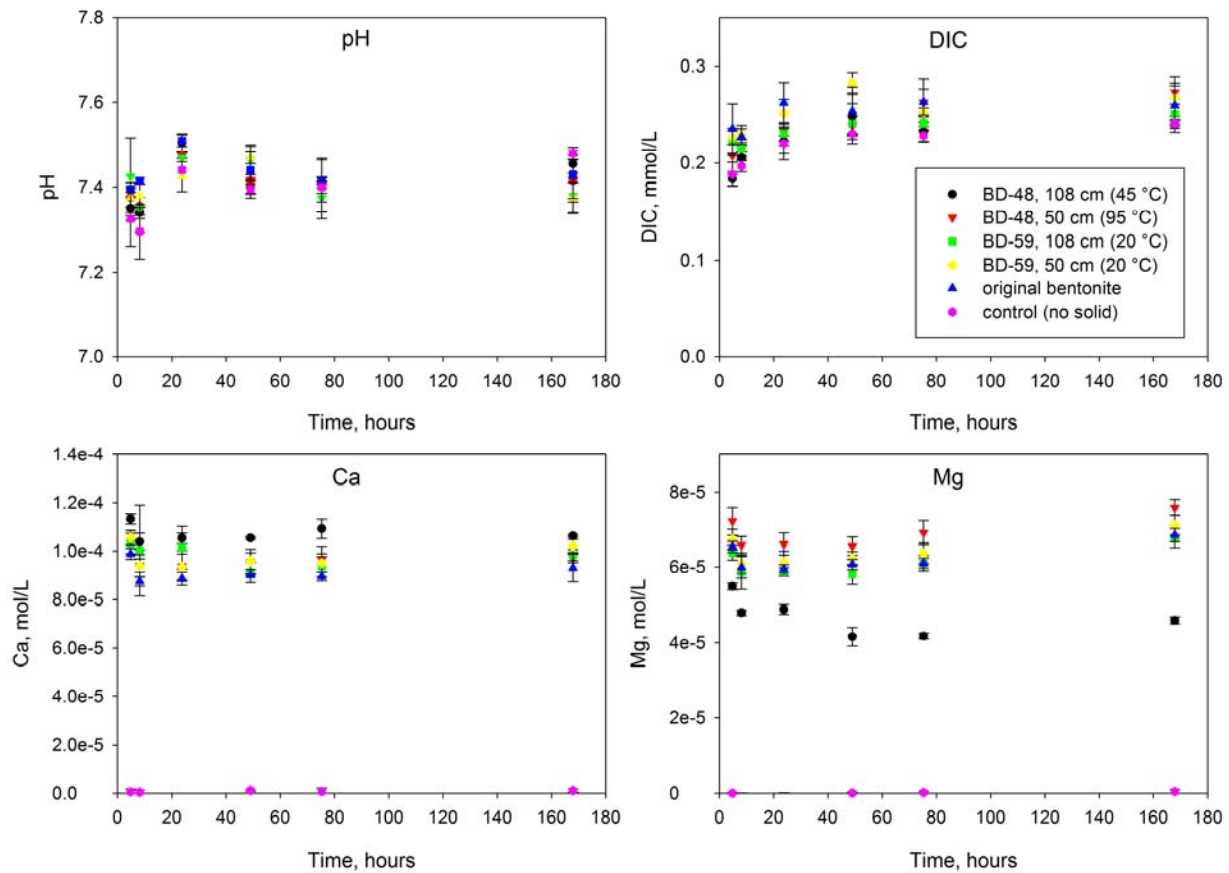 pH
7.8
7.6
7.4
7.2
7.0
pH
0 20 40 60 80 100 120 140 160 180
Time, hours
DIC
0.3
0.2
0.1
0.0
DIC, mmol/L
BD-48, 108 cm (45 °C)
BD-48, 50 cm (95 °C)
BD-59, 108 cm (20 °C)
BD-59, 50 cm (20 °C)
original bentonite
control (no solid)
0 20 40 60 80 100 120 140 160 180
Time, hours
Ca
1.4e-4
1.2e-4
1.0e-4
8.0e-5
6.0e-5
4.0e-5
2.0e-5
0.0
Ca, mol/L
0 20 40 60 80 100 120 140 160 180
Time, hours
Mg
8e-5
6e-5
4e-5
2e-5
0
Mg, mol/L
0 20 40 60 80 100 120 140 160 180
Time, hours